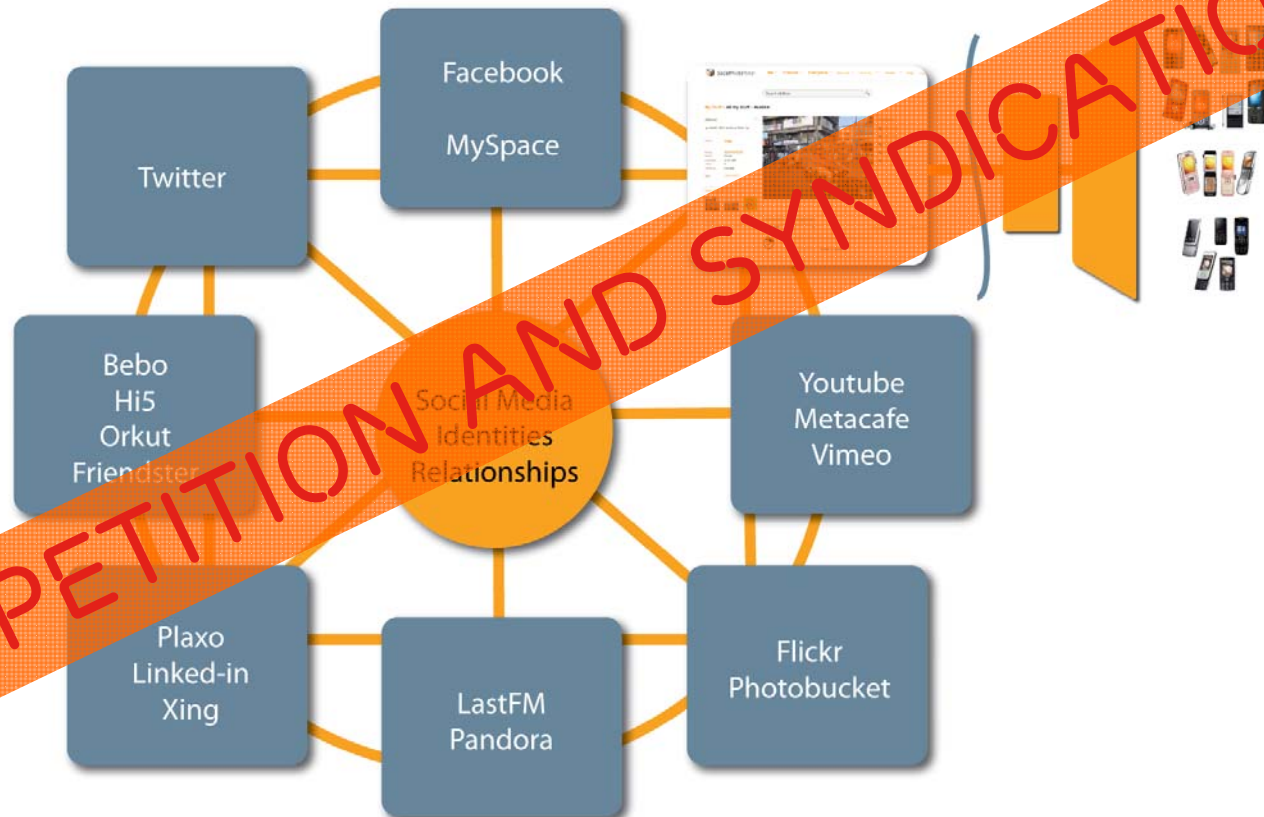 Facebook
MySpace
Twitter
Bebo
Hi5
Orkut
Friendster
Social Media
Identities
Relationships
Youtube
Metacafe
Vimeo
Plaxo
Linked-in
Xing
LastFM
Pandora
Flickr
Photobucket
PETITION AND SYNDICATIO